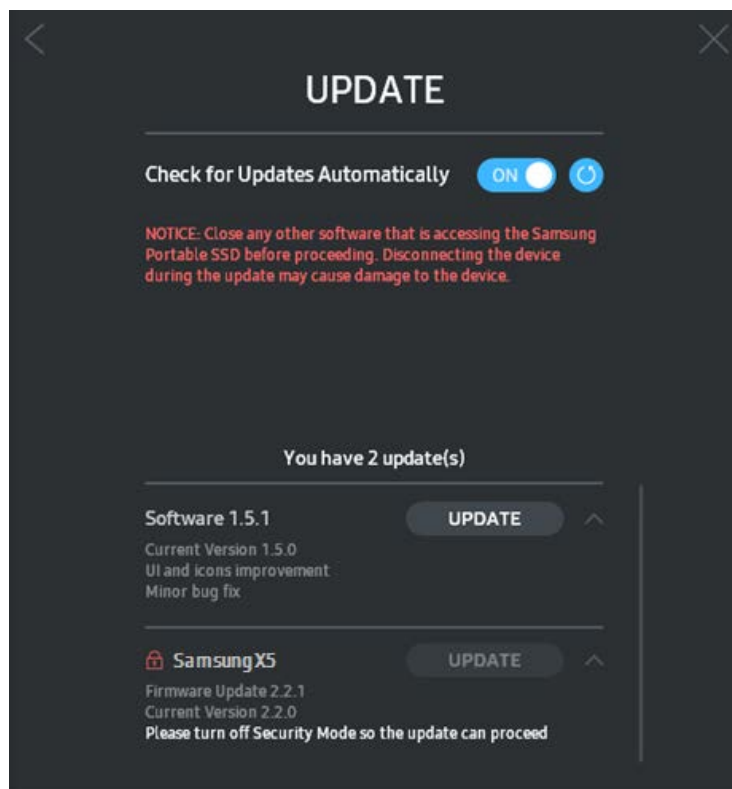 UPDATE
Check for Updates Automatically ON
NOTICE: Close any other software that is accessing the Samsung
Portable SSD before proceeding. Disconnecting the device
during the update may cause damage to the device.
You have 2 update(s)
Software 1.5.1 UPDATE
Current Version 1.5.0
UI and icons improvement
Minor bug fix
Samsung X5 UPDATE
Firmware Update 2.2.1
Current Version 2.2.0
Please turn off Security Mode so the update can proceed